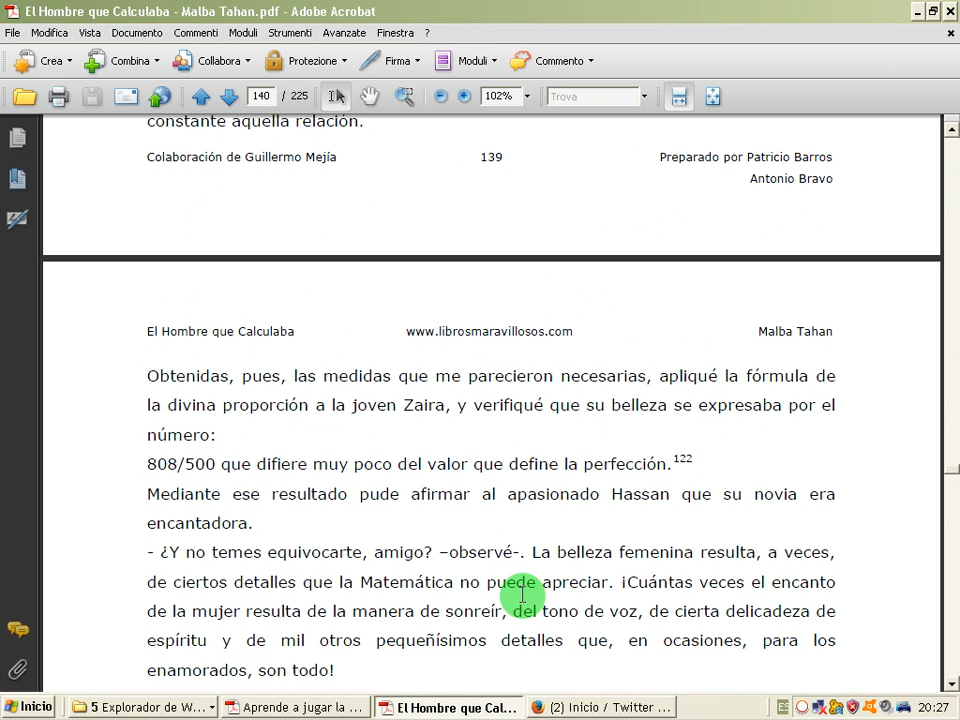 El Hombre que Calculaba - Malba Tahan.pdf - Adobe Acrobat
File Modifica Vista Documento Commenti Moduli Strumenti Avanzate Finestra ?
Crea Combina Collabora Protezione Firma Moduli Commento
140 / 225 102% Trova
constante aquella relación.
Colaboración de Guillermo Mejía 139 Preparado por Patricio Barros
Antonio Bravo
El Hombre que Calculaba www.librosmaravillosos.com Malba Tahan
Obtenidas, pues, las medidas que me parecieron necesarias, apliqué la fórmula de
la divina proporción a la joven Zaira, y verifiqué que su belleza se expresaba por el
número:
808/500 que difiere muy poco del valor que define la perfección.122
Mediante ese resultado pude afirmar al apasionado Hassan que su novia era
encantadora.
- ¿Y no temes equivocarte, amigo? –observé-. La belleza femenina resulta, a veces,
de ciertos detalles que la Matemática no puede apreciar. ¡Cuántas veces el encanto
de la mujer resulta de la manera de sonreír, del tono de voz, de cierta delicadeza de
espíritu y de mil otros pequeñísimos detalles que, en ocasiones, para los
enamorados, son todo!
Inicio 5 Explorador de W... Aprende a jugar la ... El Hombre que Cal... (2) Inicio / Twitter ... ES 20:27